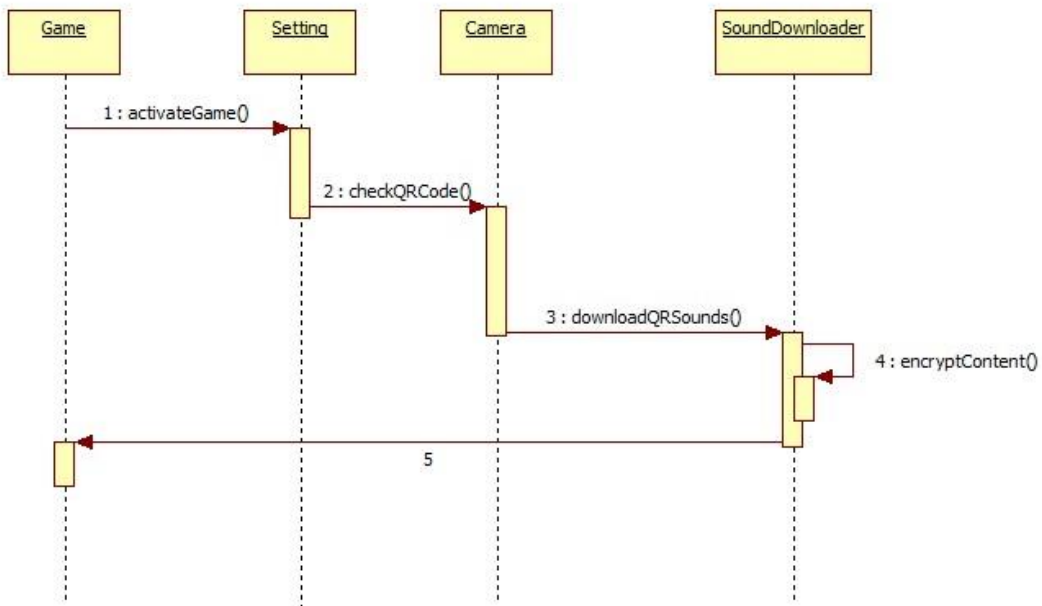 Game
Setting
Camera
SoundDownloader
1 : activateGame()
2 : checkQRCode()
3 : downloadQRSounds()
4 : encryptContent()
5